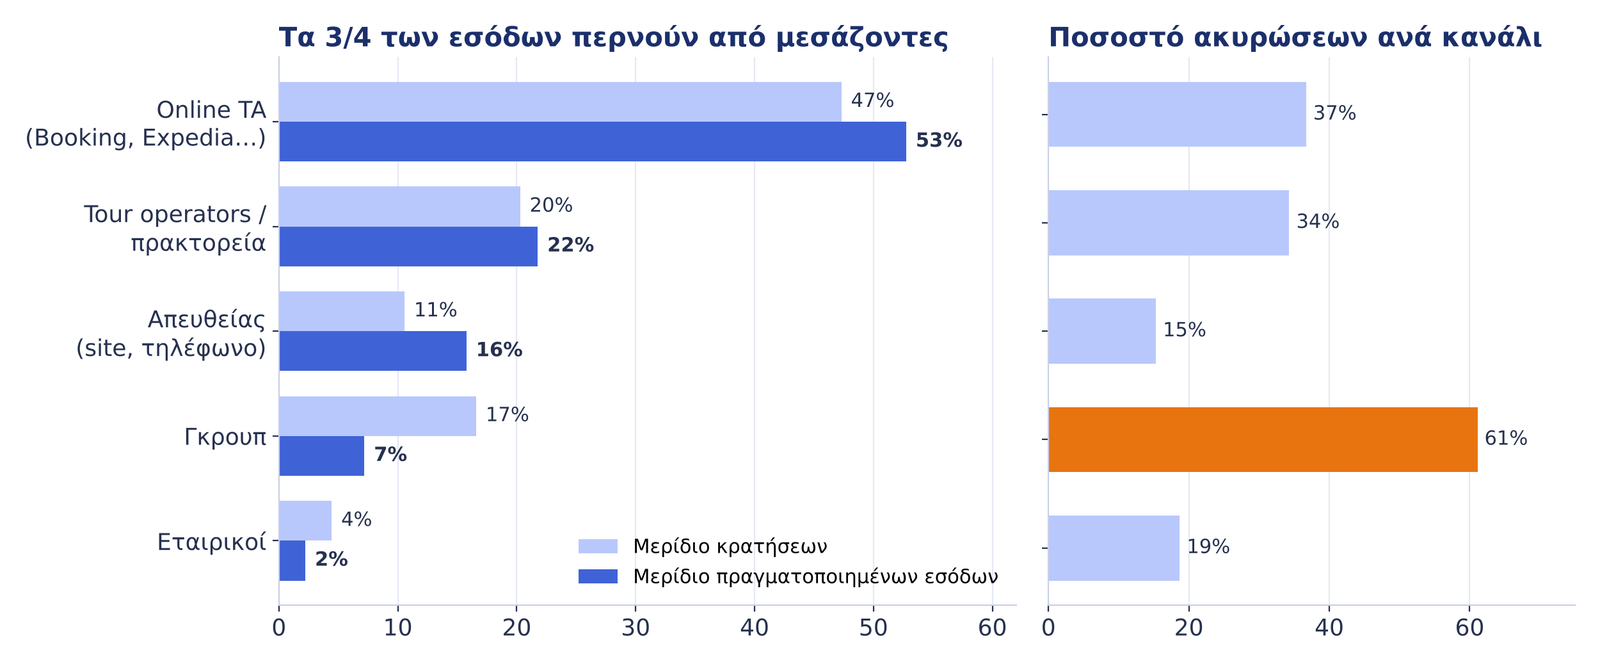 Τα 3/4 των εσόδων περνούν από μεσάζοντες
Online TA
(Booking, Expedia…)
47%
53%
Tour operators /
πρακτορεία
20%
22%
Απευθείας
(site, τηλέφωνο)
11%
16%
Γκρουπ
17%
7%
Εταιρικοί
4%
2%
Μερίδιο κρατήσεων
Μερίδιο πραγματοποιημένων εσόδων
0 10 20 30 40 50 60
Ποσοστό ακυρώσεων ανά κανάλι
37%
34%
15%
61%
19%
0 20 40 60